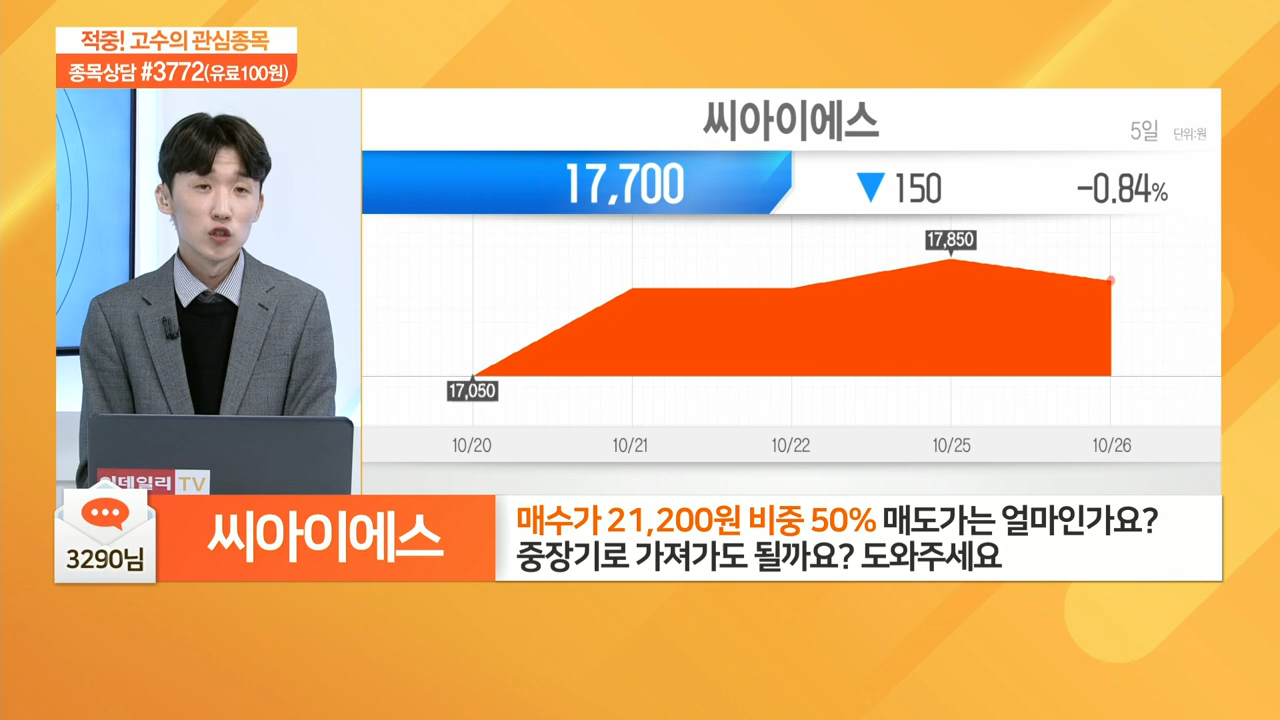 적중! 고수의 관심종목
종목상담 #3772(유료100원)
씨아이에스
5일 단위:원
17,700 ▼ 150 -0.84%
17,850
17,050
10/20 10/21 10/22 10/25 10/26
이데일리 TV
3290님
씨아이에스
매수가 21,200원 비중 50% 매도가는 얼마인가요?
중장기로 가져가도 될까요? 도와주세요